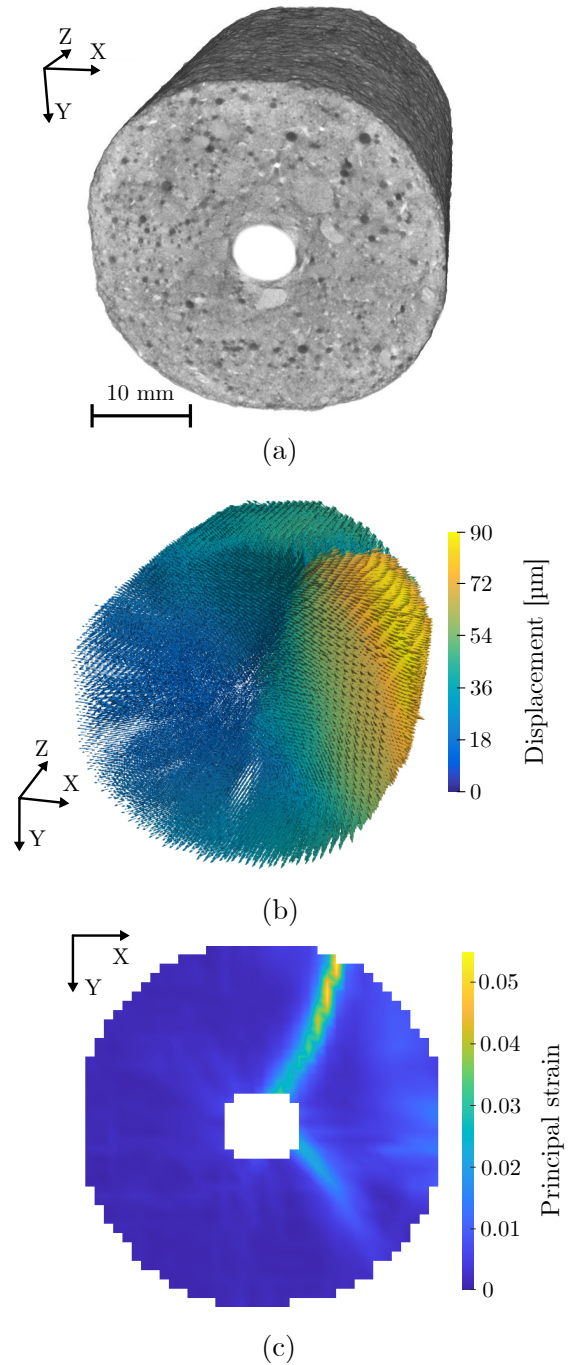 Z
X
Y
10 mm
(a)
90
72
54
36
18
0
Displacement [µm]
Z
X
Y
(b)
X
Y
0.05
0.04
0.03
0.02
0.01
0
Principal strain
(c)